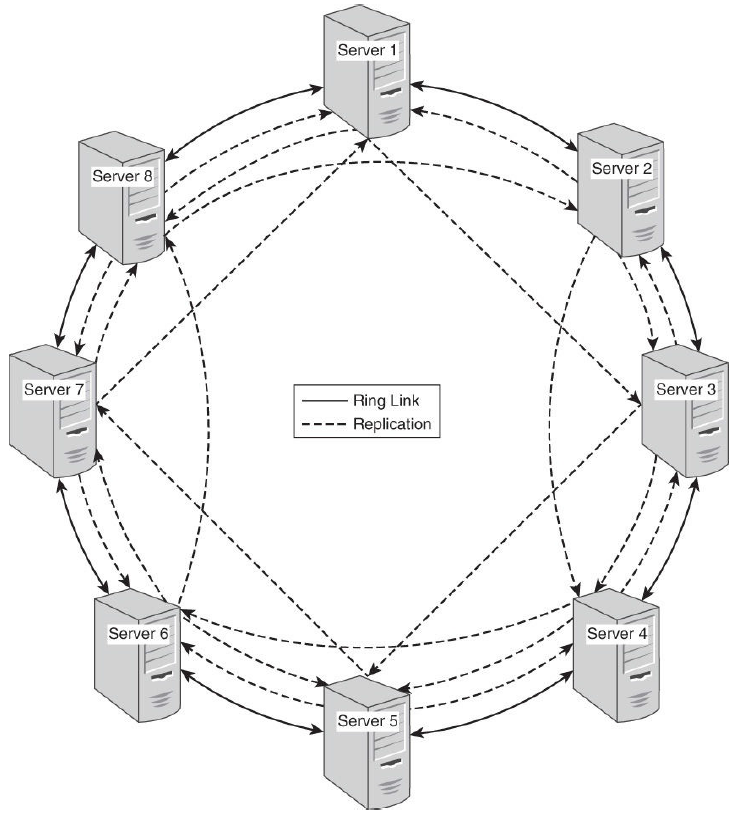 Server 1
Server 8
Server 2
Server 7
Server 3
Ring Link
Replication
Server 6
Server 4
Server 5